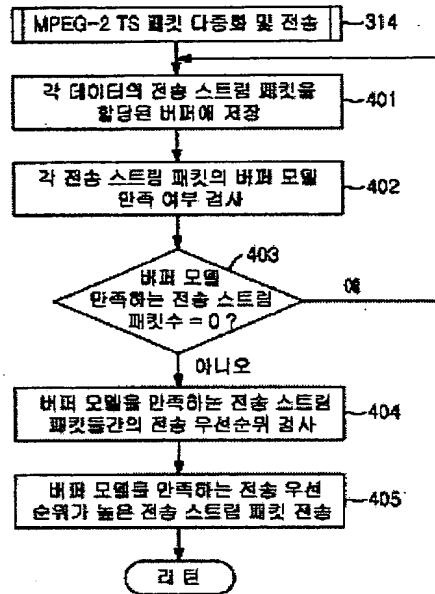 MPEG-2 TS 패킷 다중화 및 전송
314
각 데이터의 전송 스트림 패킷을
할당된 버퍼에 저장
401
각 전송 스트림 패킷의 버퍼 모델
만족 여부 검사
402
403
버퍼 모델
만족하는 전송 스트림
패킷수 = 0 ?
예
아니오
버퍼 모델을 만족하는 전송 스트림
패킷들간의 전송 우선순위 검사
404
버퍼 모델을 만족하는 전송 우선
순위가 높은 전송 스트림 패킷 전송
405
리턴